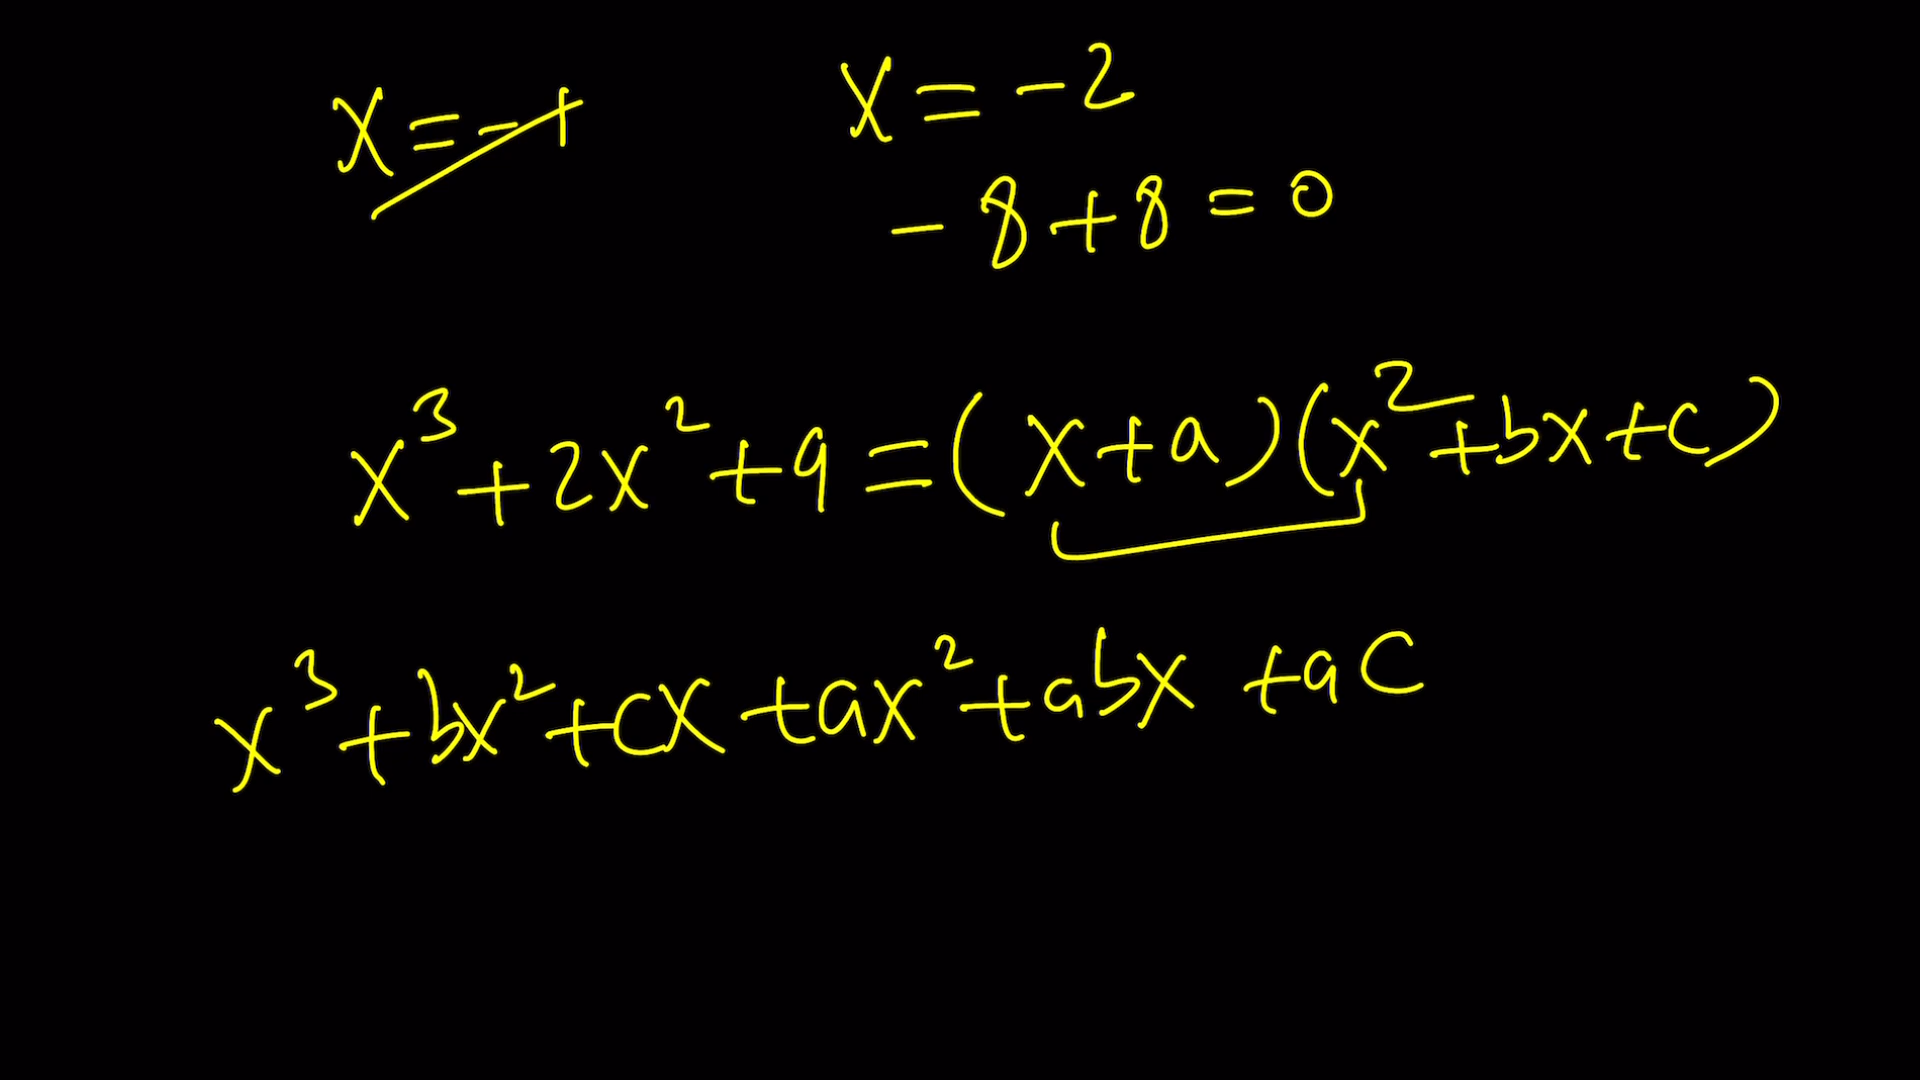 x = -1
x = -2
-8+8 = 0
x³ + 2x² + 9 = (x+a)(x² + bx + c)
x³ + bx² + cx + ax² + abx + ac